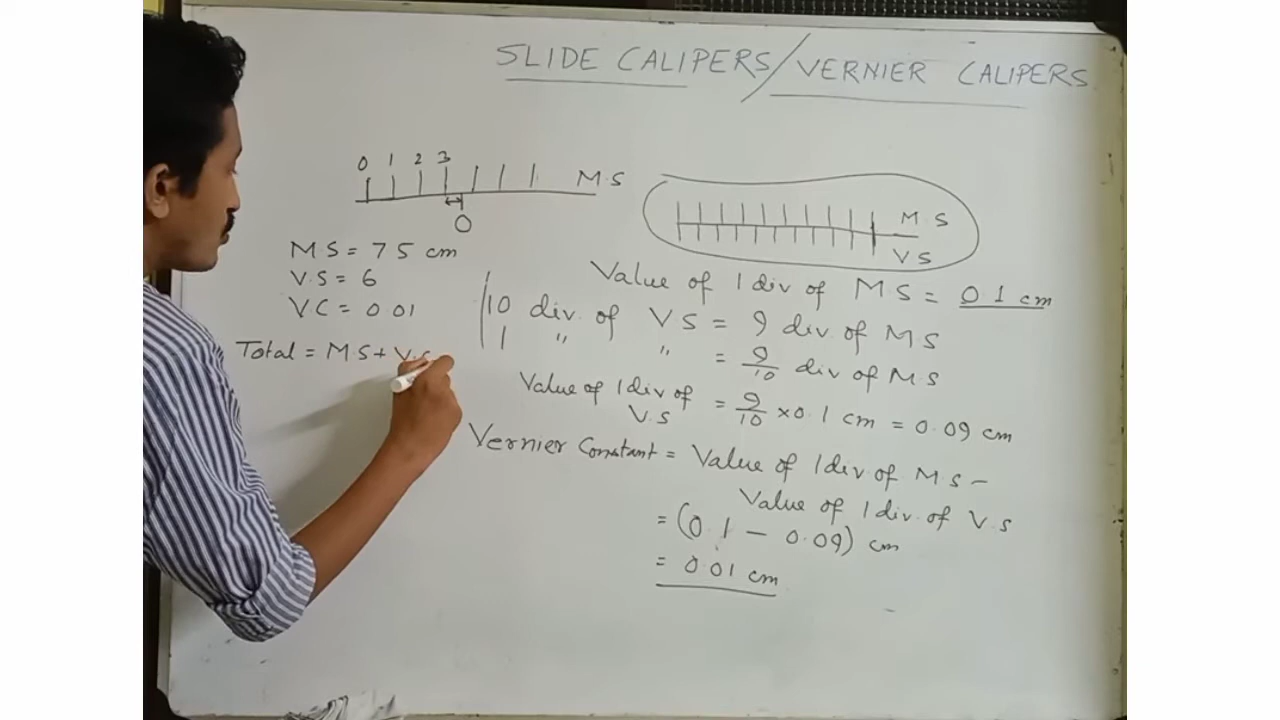 SLIDE CALIPERS/VERNIER CALIPERS
0 1 2 3
M S
0
M S
V S
M S = 7 5 cm
V.S = 6
VC = 0.01
Total = M.S + V.S
Value of 1 div of M S = 0.1 cm
10 div. of V S = 9 div of M S
1 " " = 9/10 div of M S
Value of 1 div of V.S = 9/10 × 0.1 cm = 0.09 cm
Vernier Constant = Value of 1 div of M.S -
Value of 1 div. of V.S
= (0.1 - 0.09) cm
= 0.01 cm